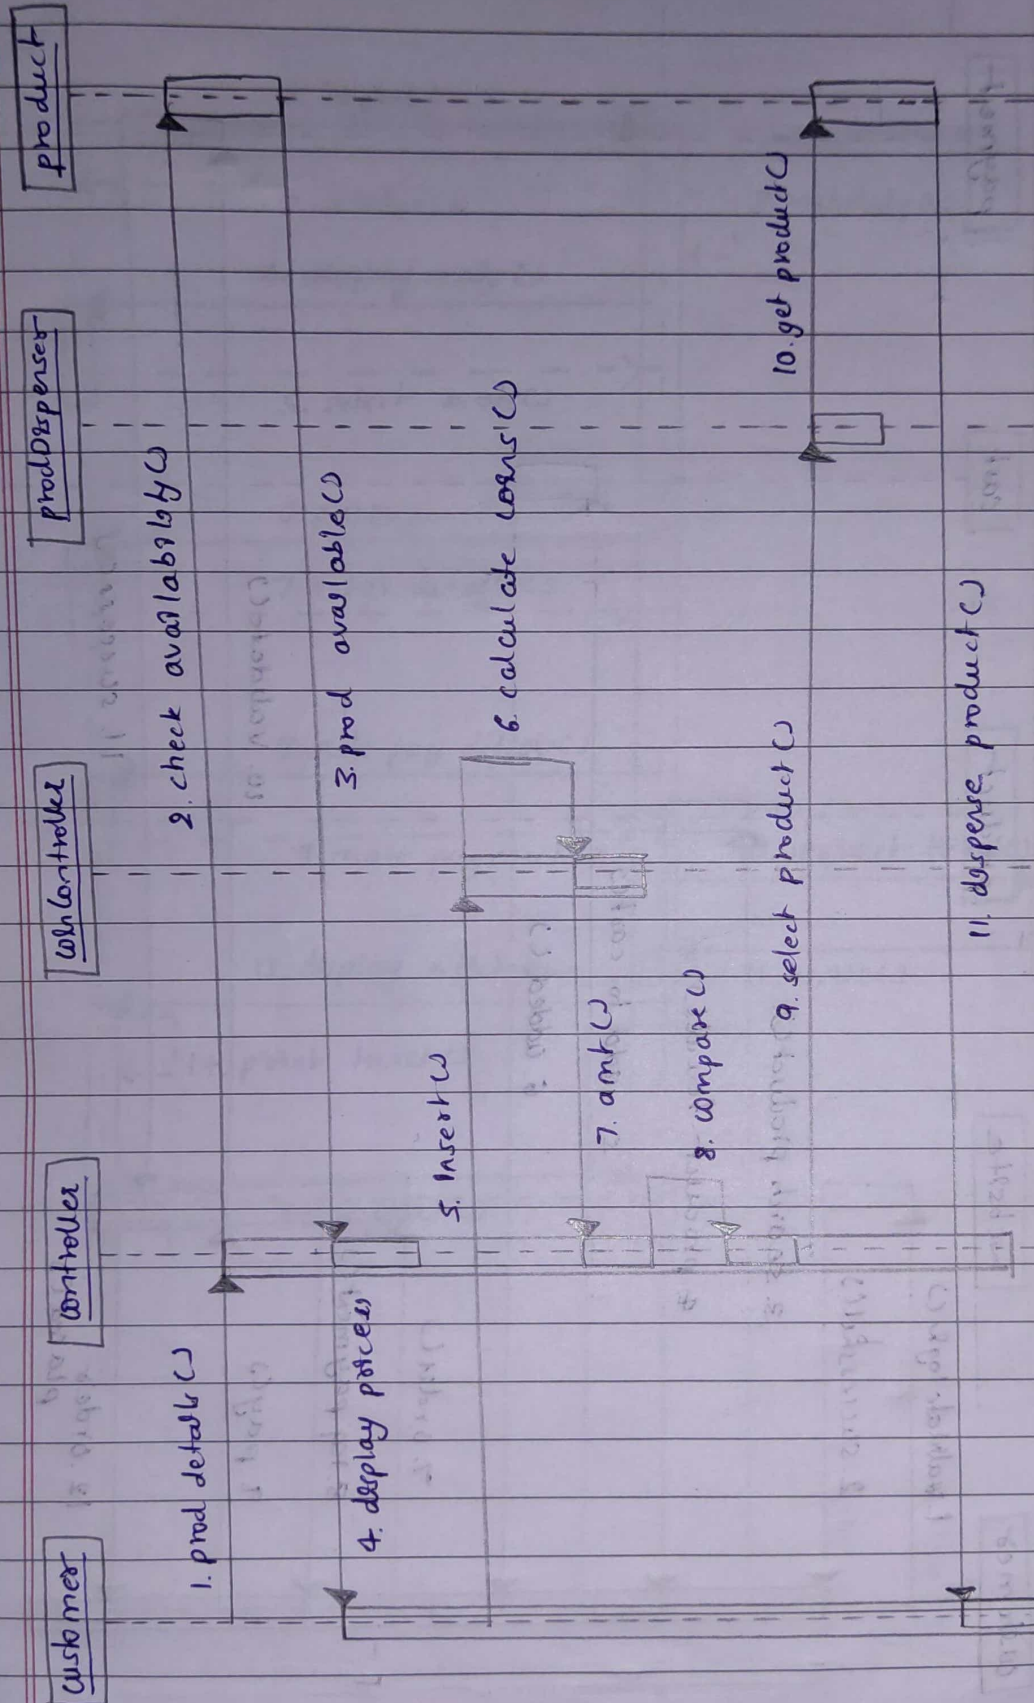 customer
controller
coinController
prodDispenser
product
1. prod details()
2. check availability()
3. prod available()
4. display prices
5. Insert()
6. calculate coins()
7. amt()
8. compare()
9. select product()
10. get product()
11. dispense product()